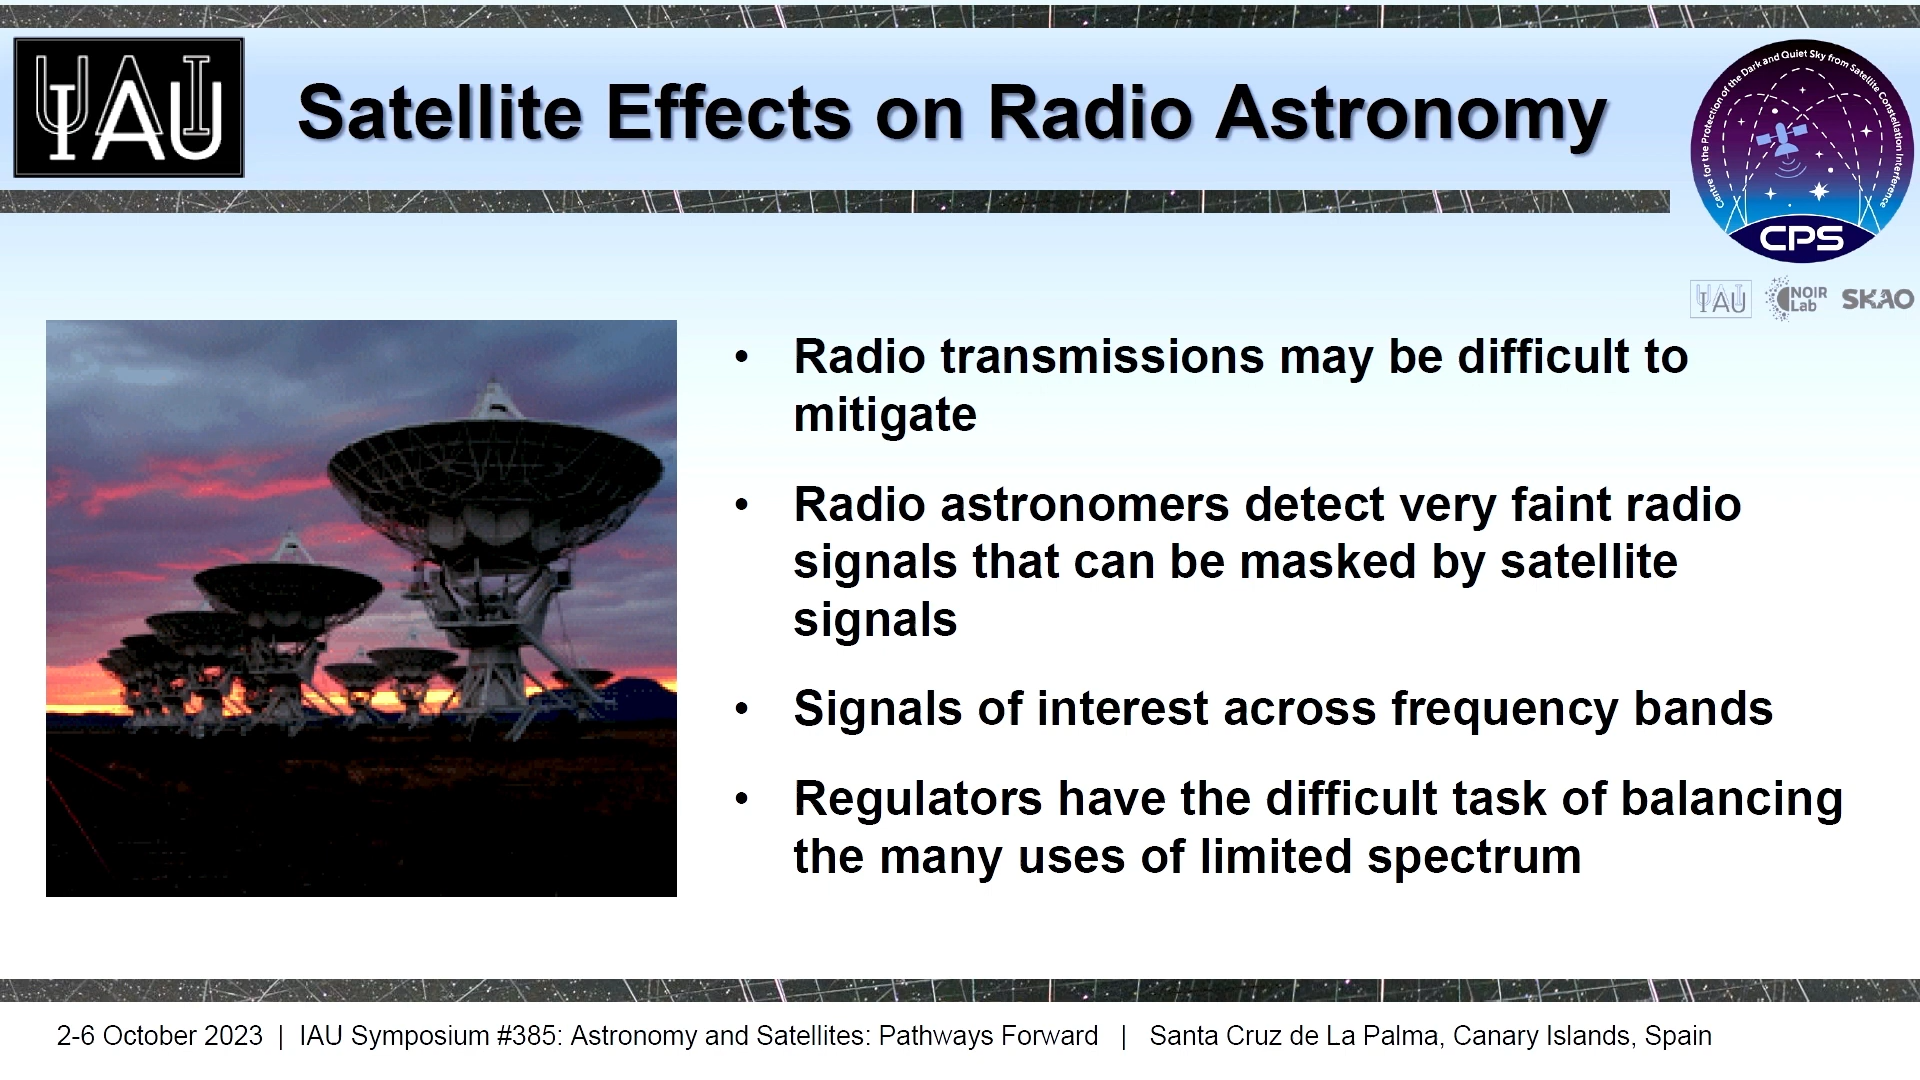 IAU
Satellite Effects on Radio Astronomy
Centre for the Protection of the Dark and Quiet Sky from Satellite Constellation Interference
CPS
IAU
NOIR
Lab
SKAO
• Radio transmissions may be difficult to
mitigate
• Radio astronomers detect very faint radio
signals that can be masked by satellite
signals
• Signals of interest across frequency bands
• Regulators have the difficult task of balancing
the many uses of limited spectrum
2-6 October 2023 | IAU Symposium #385: Astronomy and Satellites: Pathways Forward | Santa Cruz de La Palma, Canary Islands, Spain